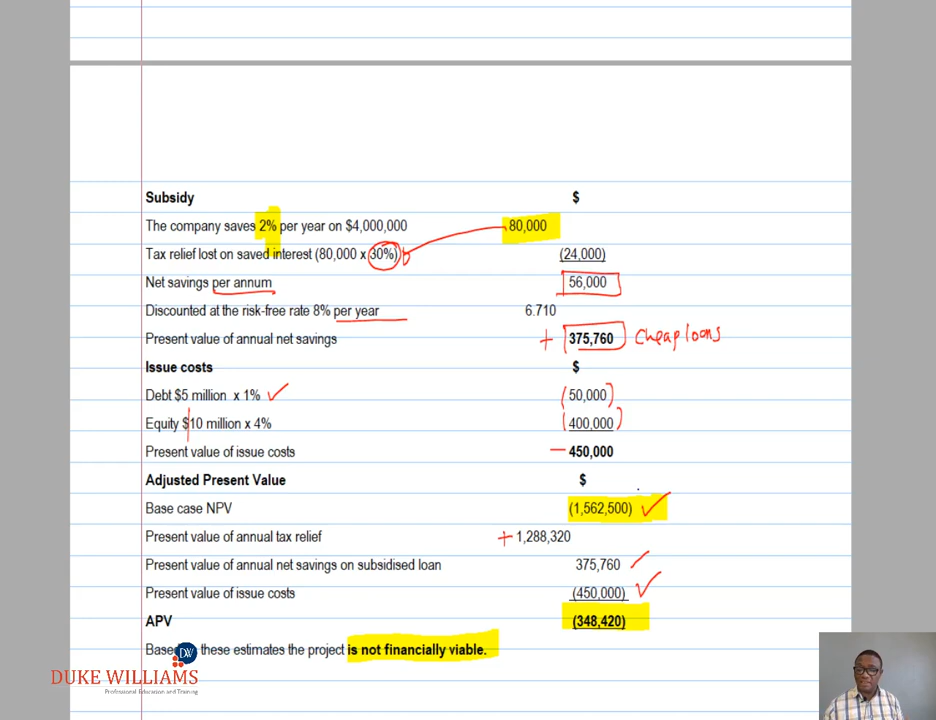 Subsidy $
The company saves 2% per year on $4,000,000 80,000
Tax relief lost on saved interest (80,000 x 30%) (24,000)
Net savings per annum 56,000
Discounted at the risk-free rate 8% per year 6.710
Present value of annual net savings + 375,760 cheap loans
Issue costs $
Debt $5 million x 1% (50,000)
Equity $10 million x 4% (400,000)
Present value of issue costs - 450,000
Adjusted Present Value $
Base case NPV (1,562,500)
Present value of annual tax relief + 1,288,320
Present value of annual net savings on subsidised loan 375,760
Present value of issue costs (450,000)
APV (348,420)
these estimates the project is not financially viable.
DW
DUKE WILLIAMS
Professional Education and Training